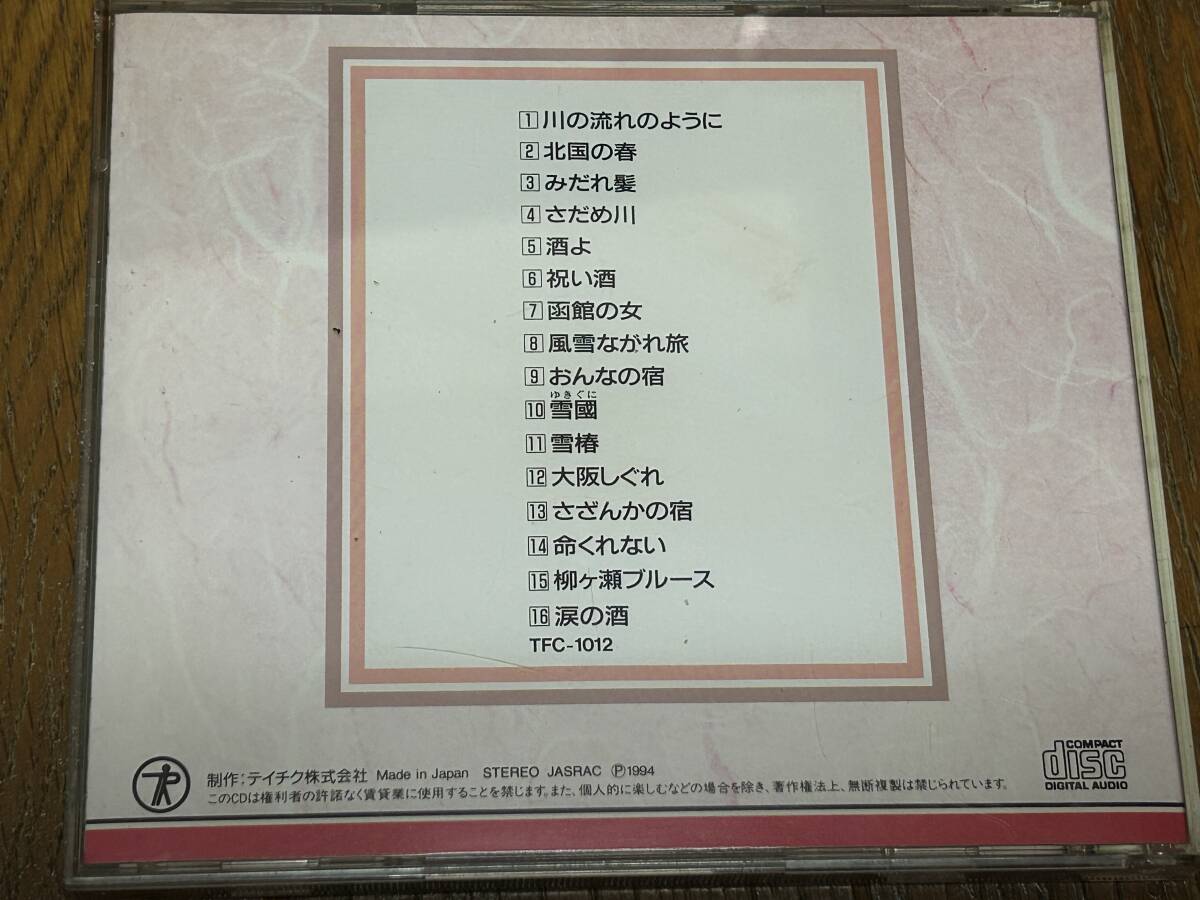 1 川の流れのように
2 北国の春
3 みだれ髪
4 さだめ川
5 酒よ
6 祝い酒
7 函館の女
8 風雪ながれ旅
9 おんなの宿
ゆきぐに
10 雪國
11 雪椿
12 大阪しぐれ
13 さざんかの宿
14 命くれない
15 柳ヶ瀬ブルース
16 涙の酒
TFC-1012
制作:テイチク株式会社 Made in Japan STEREO JASRAC Ⓟ1994
このCDは権利者の許諾なく賃貸業に使用することを禁じます。また、個人的に楽しむなどの場合を除き、著作権法上、無断複製は禁じられています。
COMPACT
disc
DIGITAL AUDIO